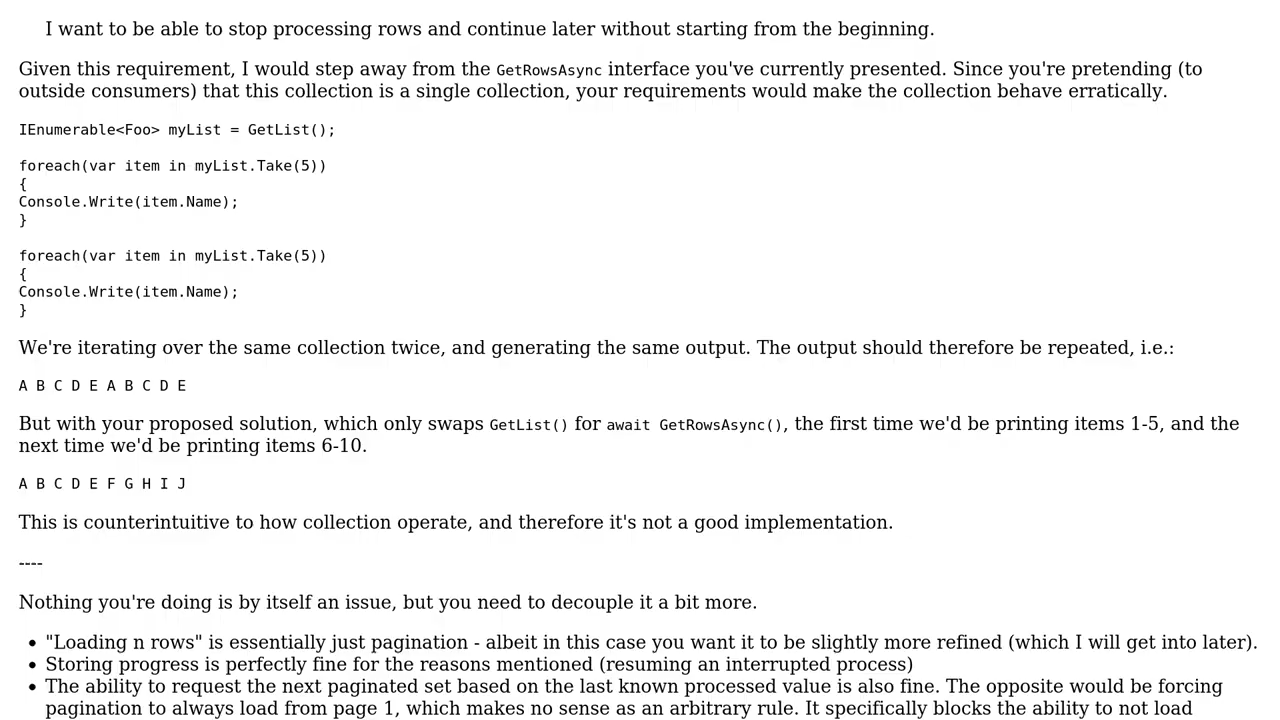 I want to be able to stop processing rows and continue later without starting from the beginning.
Given this requirement, I would step away from the GetRowsAsync interface you've currently presented. Since you're pretending (to
outside consumers) that this collection is a single collection, your requirements would make the collection behave erratically.
IEnumerable<Foo> myList = GetList();
foreach(var item in myList.Take(5))
{
Console.Write(item.Name);
}
foreach(var item in myList.Take(5))
{
Console.Write(item.Name);
}
We're iterating over the same collection twice, and generating the same output. The output should therefore be repeated, i.e.:
A B C D E A B C D E
But with your proposed solution, which only swaps GetList() for await GetRowsAsync(), the first time we'd be printing items 1-5, and the
next time we'd be printing items 6-10.
A B C D E F G H I J
This is counterintuitive to how collection operate, and therefore it's not a good implementation.
----
Nothing you're doing is by itself an issue, but you need to decouple it a bit more.
• "Loading n rows" is essentially just pagination - albeit in this case you want it to be slightly more refined (which I will get into later).
• Storing progress is perfectly fine for the reasons mentioned (resuming an interrupted process)
• The ability to request the next paginated set based on the last known processed value is also fine. The opposite would be forcing
pagination to always load from page 1, which makes no sense as an arbitrary rule. It specifically blocks the ability to not load